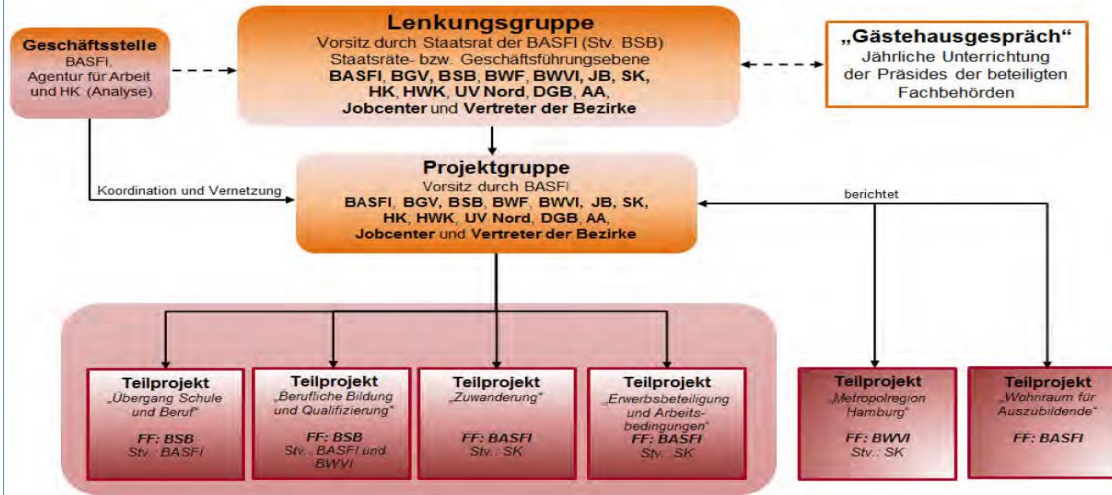 Geschäftsstelle
BASFI,
Agentur für Arbeit
und HK (Analyse)
Lenkungsgruppe
Vorsitz durch Staatsrat der BASFI (Stv. BSB)
Staatsräte- bzw. Geschäftsführungsebene
BASFI, BGV, BSB, BWF, BWVI, JB, SK,
HK, HWK, UV Nord, DGB, AA,
Jobcenter und Vertreter der Bezirke
„Gästehausgespräch“
Jährliche Unterrichtung
der Präsides der beteiligten
Fachbehörden
Koordination und Vernetzung
Projektgruppe
Vorsitz durch BASFI
BASFI, BGV, BSB, BWF, BWVI, JB, SK,
HK, HWK, UV Nord, DGB, AA,
Jobcenter und Vertreter der Bezirke
berichtet
Teilprojekt
„Übergang Schule
und Beruf“
FF: BSB
Stv.: BASFI
Teilprojekt
„Berufliche Bildung
und Qualifizierung“
FF: BSB
Stv.: BASFI und
BWVI
Teilprojekt
„Zuwanderung“
FF: BASFI
Stv.: SK
Teilprojekt
„Erwerbsbeteiligung
und Arbeits-
bedingungen“
FF: BASFI
Stv.: SK
Teilprojekt
„Metropolregion
Hamburg“
FF: BWVI
Stv.: SK
Teilprojekt
„Wohnraum für
Auszubildende“
FF: BASFI